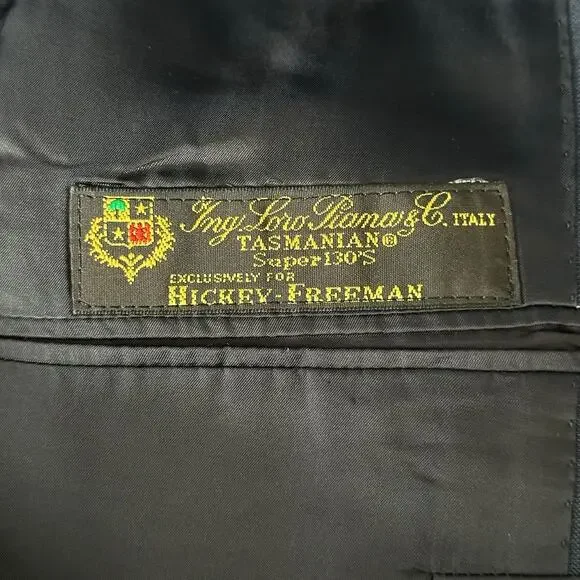 Ing. Loro Piana & C. ITALY
TASMANIAN®
Super 130'S
EXCLUSIVELY FOR
HICKEY-FREEMAN